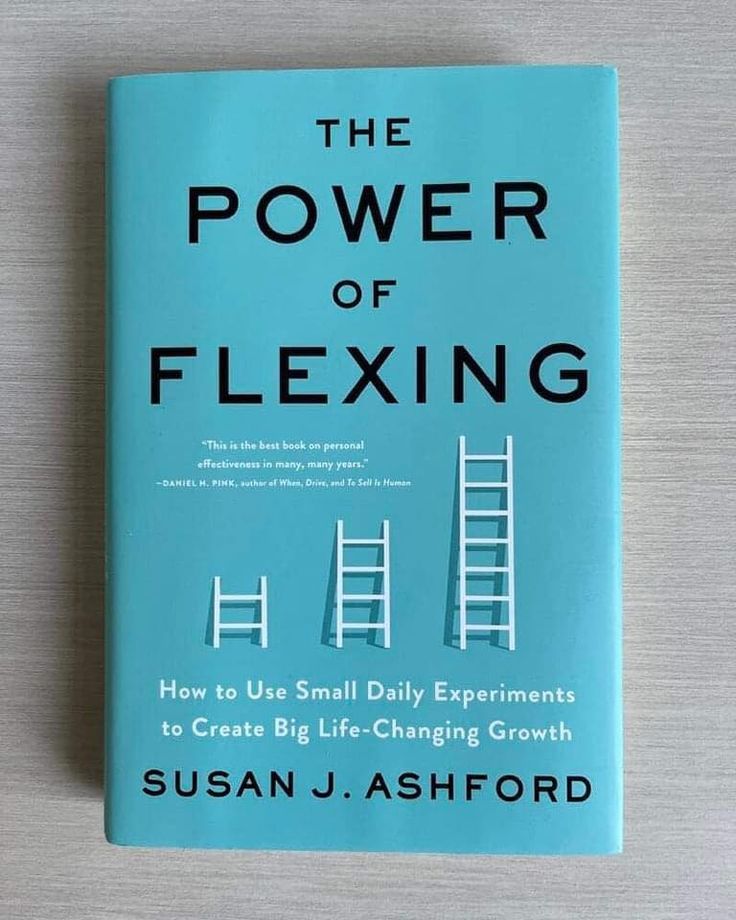 THE
POWER
OF
FLEXING
“This is the best book on personal
effectiveness in many, many years.”
—DANIEL H. PINK, author of When, Drive, and To Sell Is Human
How to Use Small Daily Experiments
to Create Big Life-Changing Growth
SUSAN J. ASHFORD